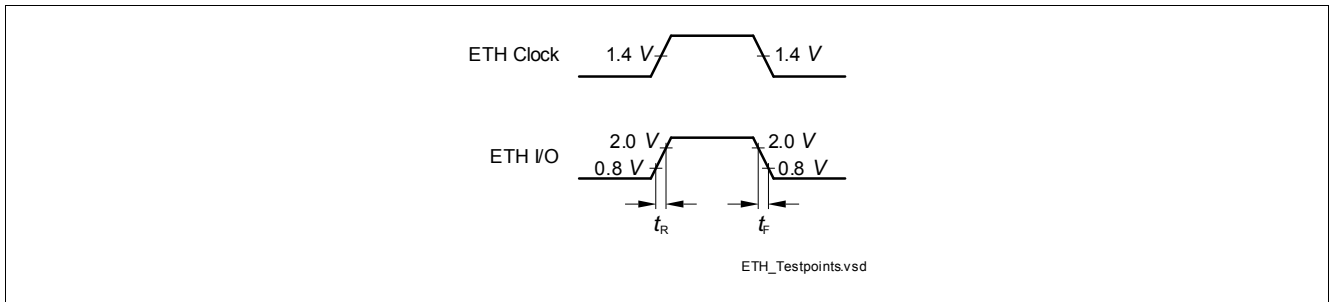 ETH Clock 1.4 V 1.4 V
2.0 V 2.0 V
ETH I/O
0.8 V 0.8 V
tR tF
ETH_Testpoints.vsd